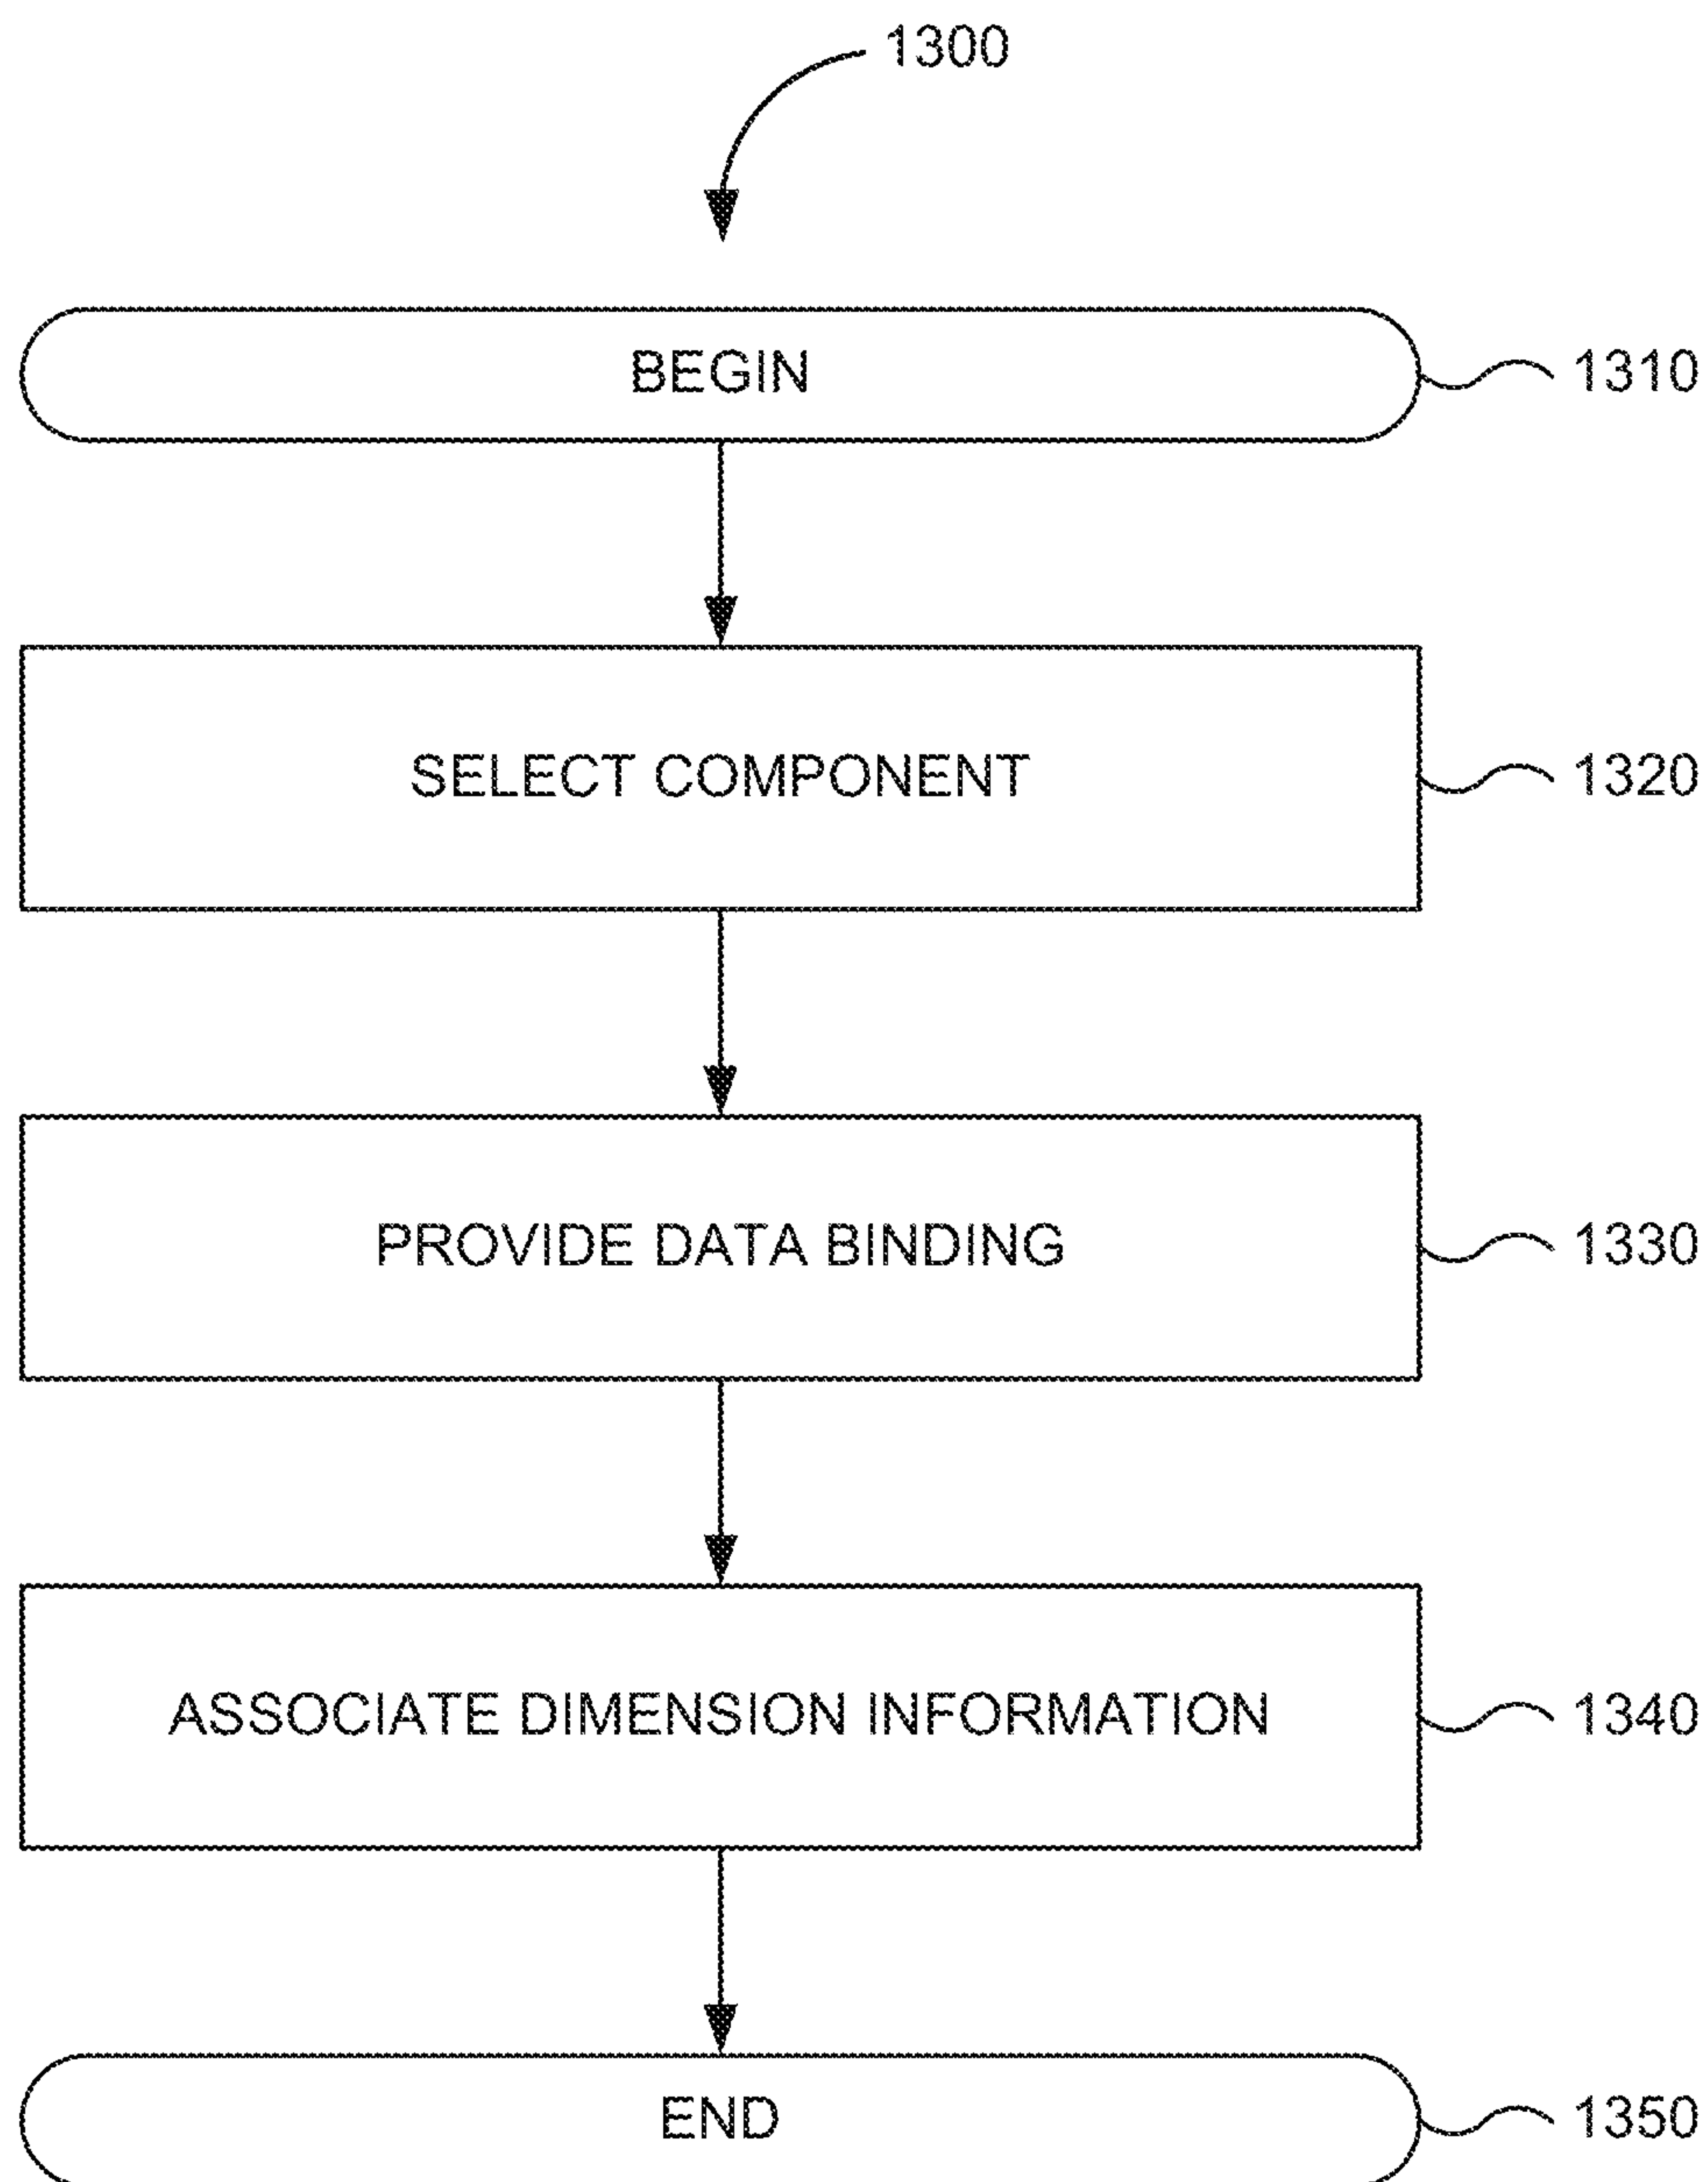 1300
BEGIN
1310
SELECT COMPONENT
1320
PROVIDE DATA BINDING
1330
ASSOCIATE DIMENSION INFORMATION
1340
END
1350